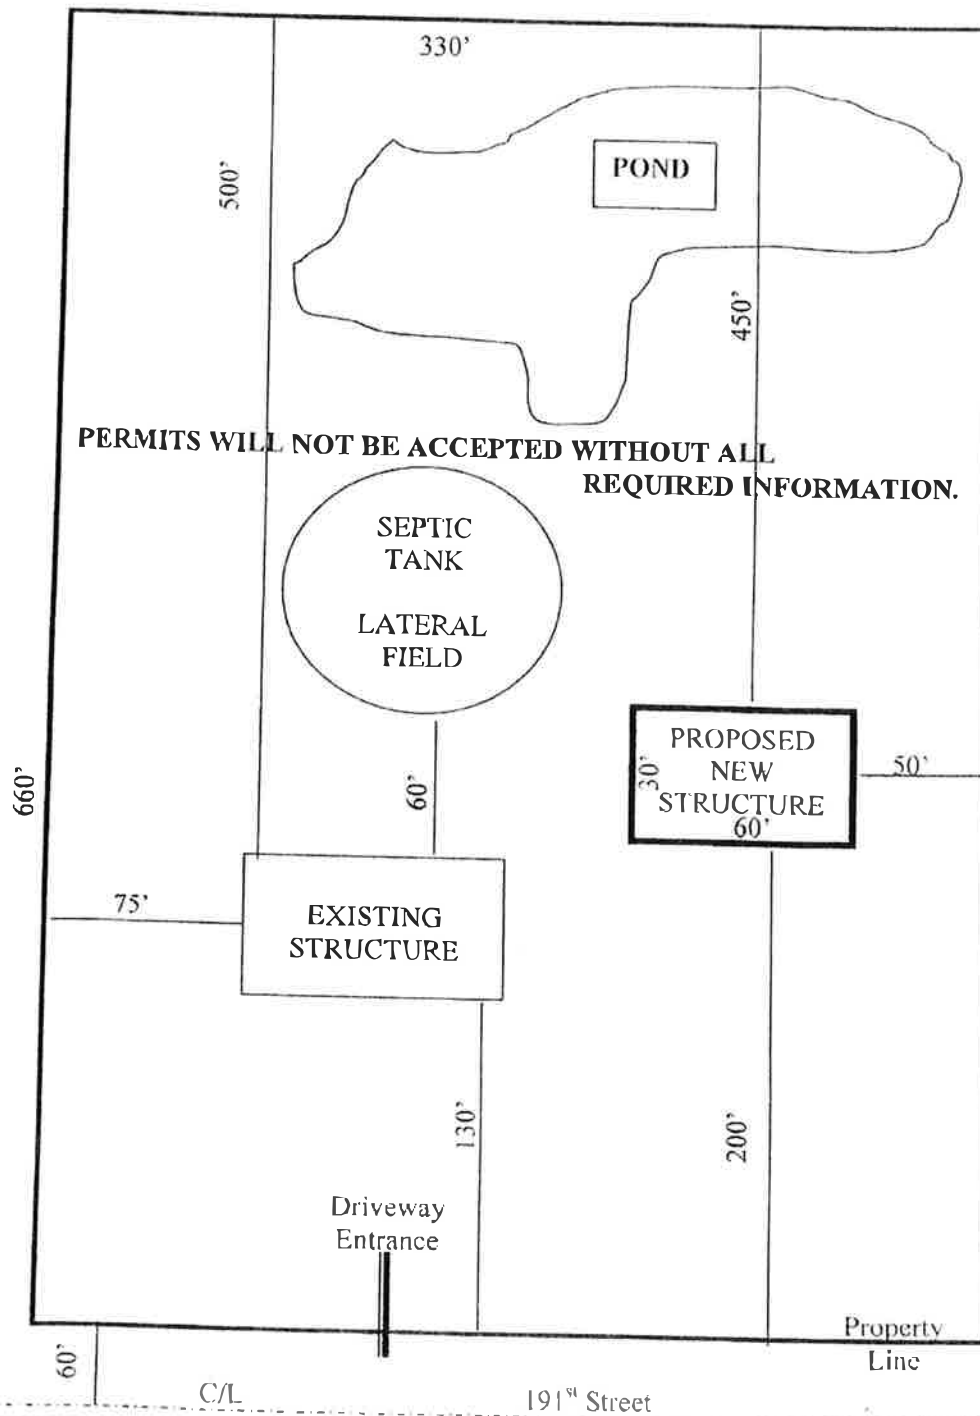 330'
500'
POND
450'
PERMITS WILL NOT BE ACCEPTED WITHOUT ALL
REQUIRED INFORMATION.
SEPTIC
TANK
LATERAL
FIELD
660'
60'
PROPOSED
NEW
STRUCTURE
30'
60'
50'
75'
EXISTING
STRUCTURE
130'
200'
Driveway
Entrance
Property
Line
60'
C/L
191st Street